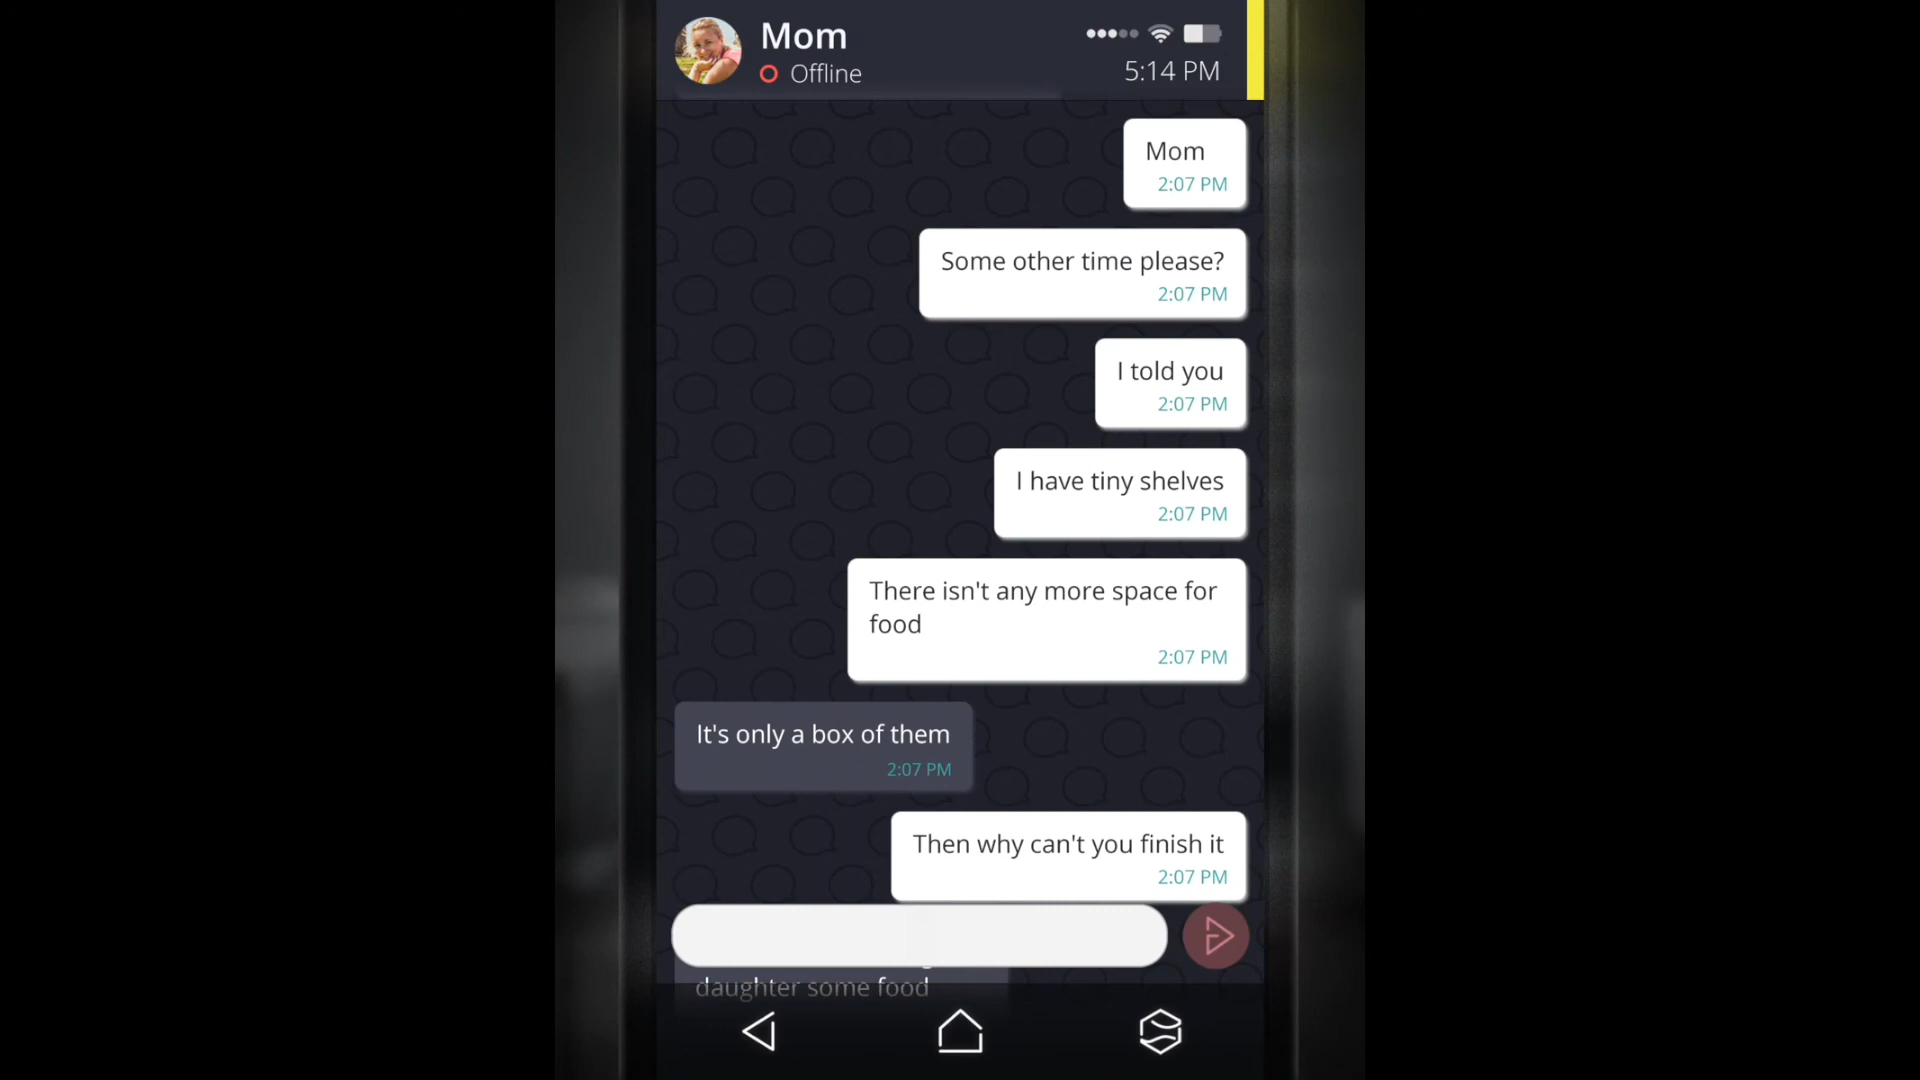 Mom
Offline
5:14 PM
Mom
2:07 PM
Some other time please?
2:07 PM
I told you
2:07 PM
I have tiny shelves
2:07 PM
There isn't any more space for
food
2:07 PM
It's only a box of them
2:07 PM
Then why can't you finish it
2:07 PM
daughter some food